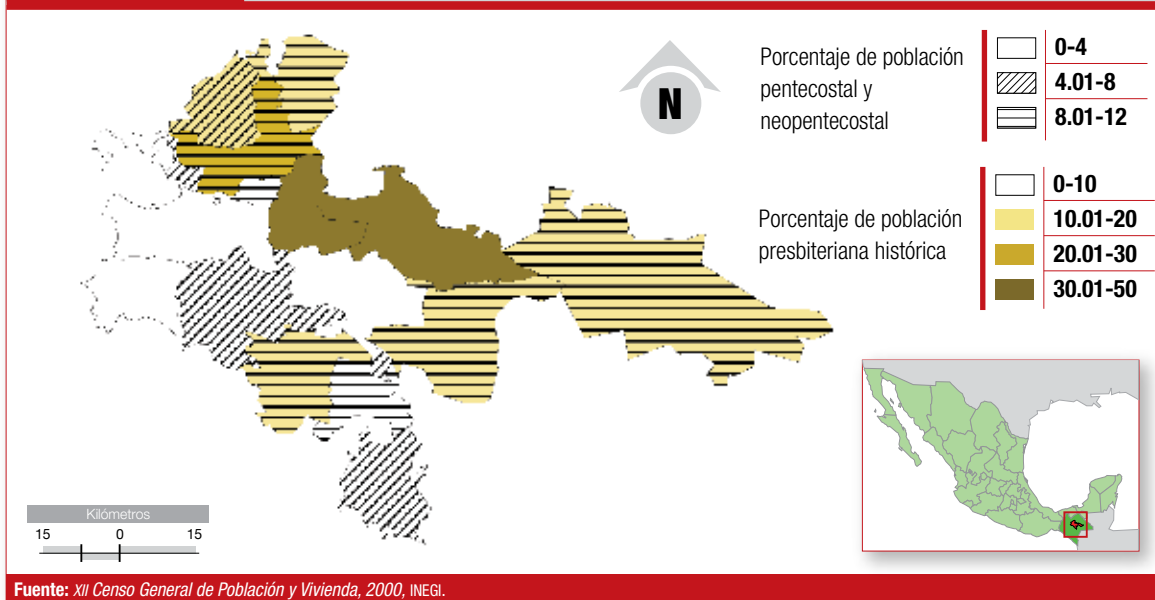 N
Porcentaje de población
pentecostal y
neopentecostal
0-4
4.01-8
8.01-12
Porcentaje de población
presbiteriana histórica
0-10
10.01-20
20.01-30
30.01-50
Kilómetros
15 0 15
Fuente: XII Censo General de Población y Vivienda, 2000, INEGI.